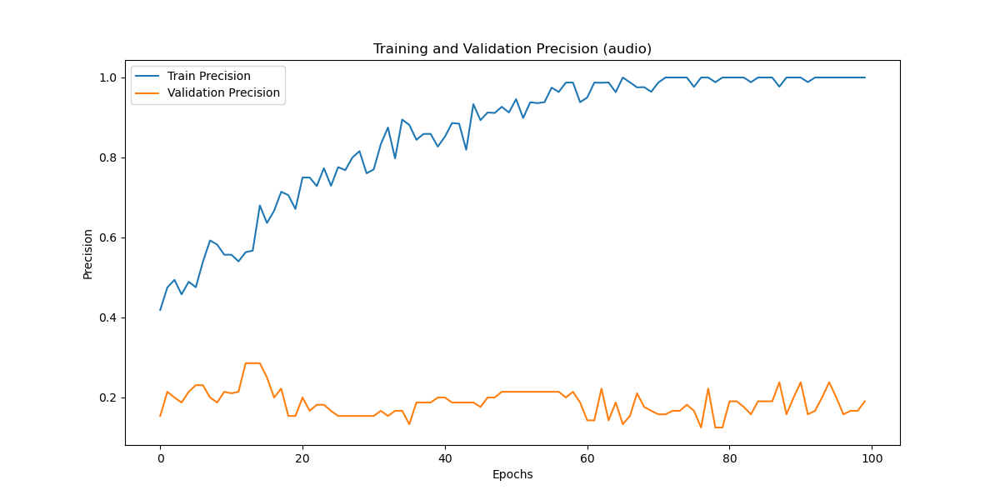 Training and Validation Precision (audio)
Train Precision
Validation Precision
Precision
1.0
0.8
0.6
0.4
0.2
0 20 40 60 80 100
Epochs